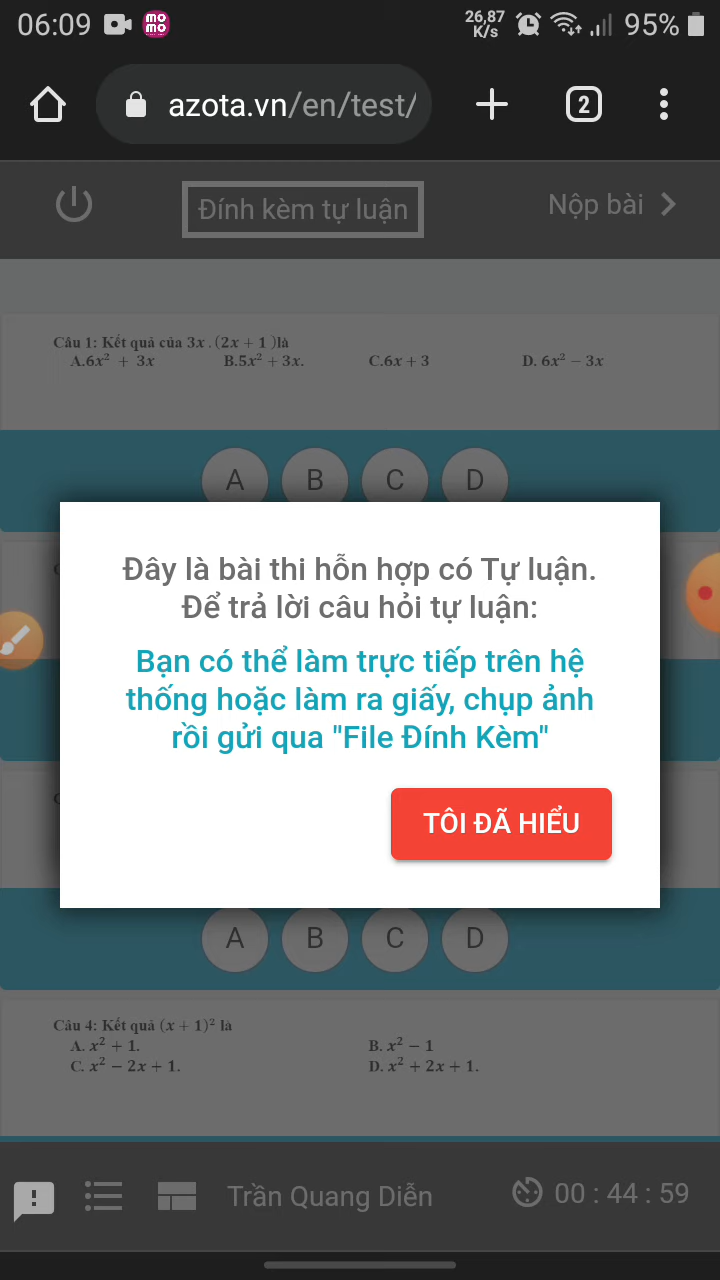 06:09
mo
mo
26,87
K/s
95%
azota.vn/en/test/
2
Đính kèm tự luận
Nộp bài
Câu 1: Kết quả của 3x . (2x + 1 )là
A.6x² + 3x B.5x² + 3x. C.6x + 3 D. 6x² − 3x
A B C D
Đây là bài thi hỗn hợp có Tự luận.
Để trả lời câu hỏi tự luận:
Bạn có thể làm trực tiếp trên hệ
thống hoặc làm ra giấy, chụp ảnh
rồi gửi qua "File Đính Kèm"
TÔI ĐÃ HIỂU
A B C D
Câu 4: Kết quả (x + 1)² là
A. x² + 1. B. x² − 1
C. x² − 2x + 1. D. x² + 2x + 1.
Trần Quang Diễn
00 : 44 : 59